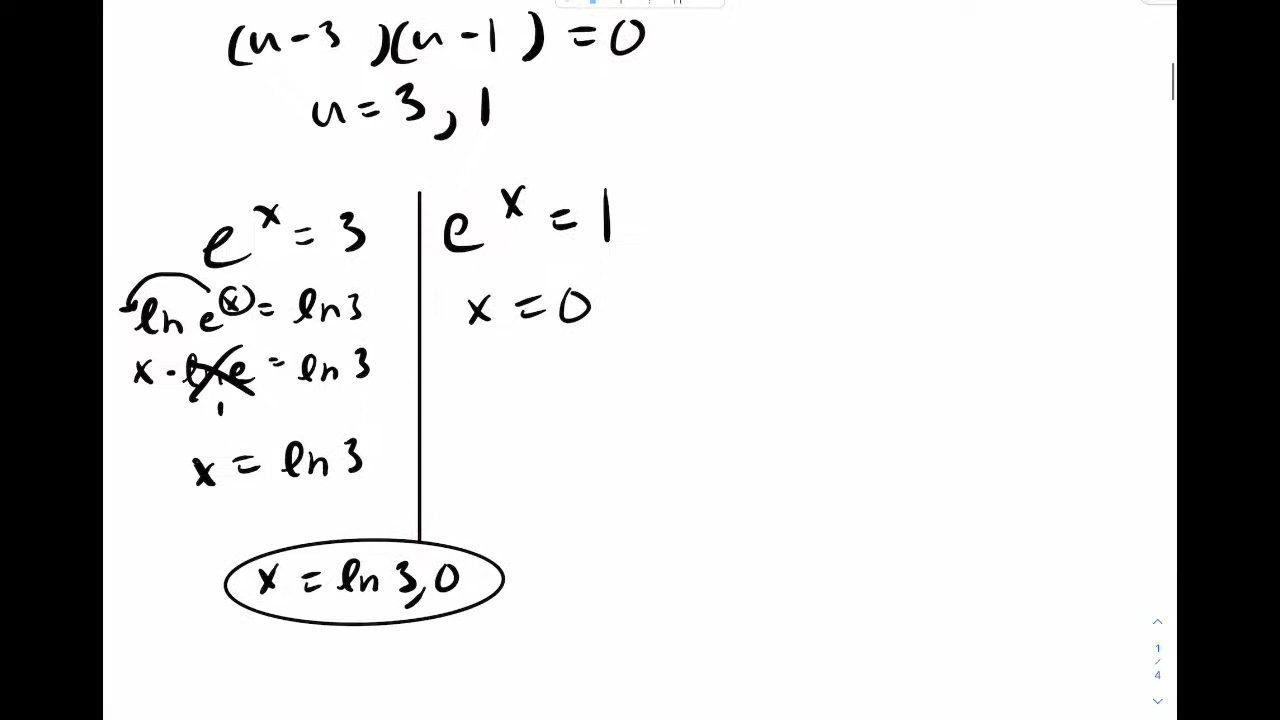 (u - 3)(u - 1) = 0
u = 3, 1
e^x = 3
ln e^x = ln 3
x · ln e = ln 3
1
x = ln 3
e^x = 1
x = 0
x = ln 3, 0
1
/
4